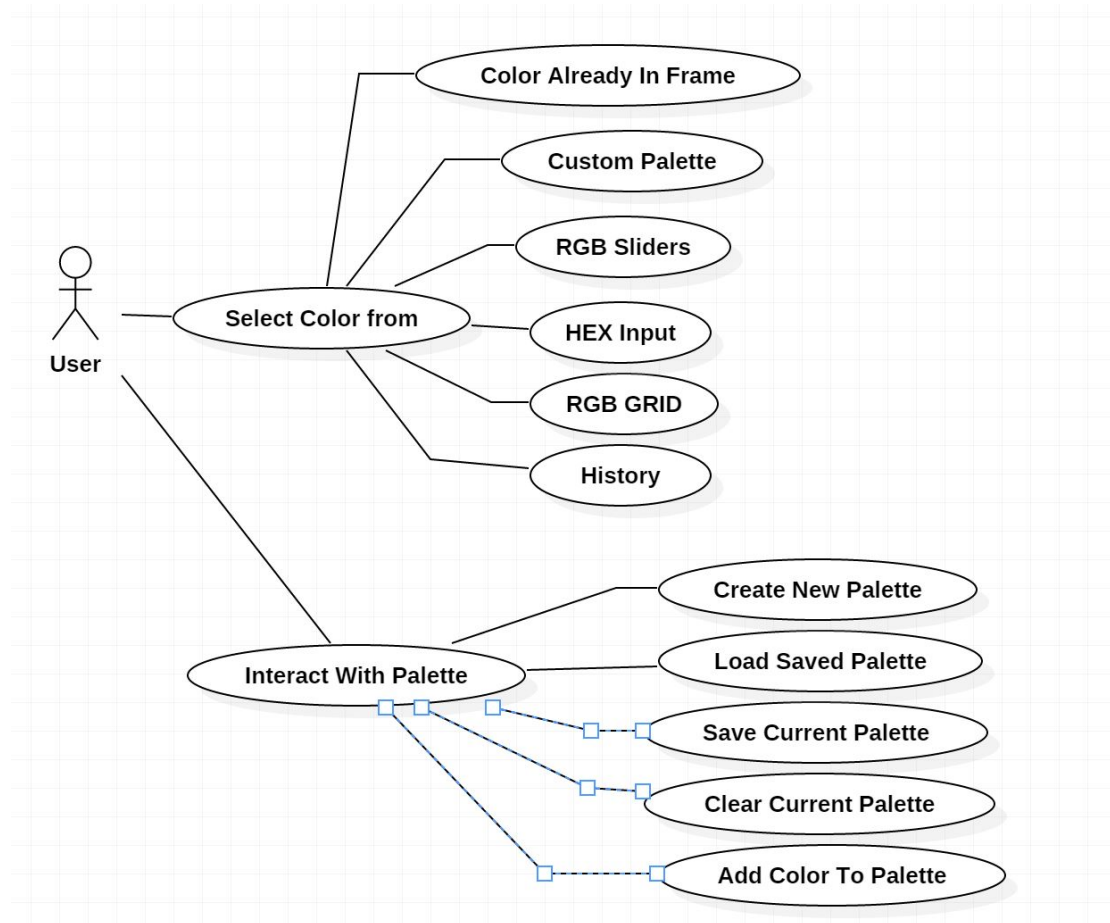 Color Already In Frame
Custom Palette
RGB Sliders
Select Color from
HEX Input
User
RGB GRID
History
Create New Palette
Interact With Palette
Load Saved Palette
Save Current Palette
Clear Current Palette
Add Color To Palette